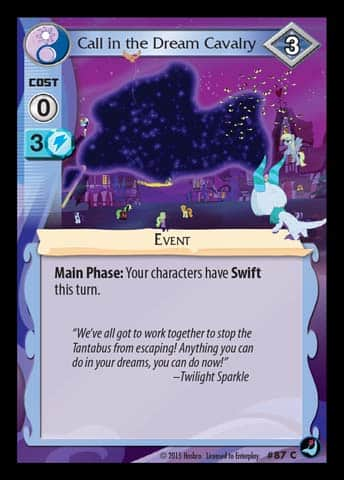 Call in the Dream Cavalry
3
COST
0
3
EVENT
Main Phase: Your characters have Swift
this turn.
“We’ve all got to work together to stop the
Tantabus from escaping! Anything you can
do in your dreams, you can do now!”
–Twilight Sparkle
© 2015 Hasbro Licensed to Enterplay #87 C